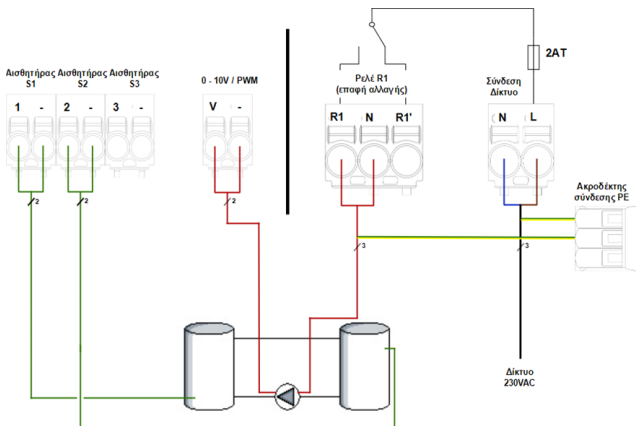 2AT
Αισθητήρας Αισθητήρας Αισθητήρας
S1 S2 S3
0 - 10V / PWM
Ρελέ R1
(επαφή αλλαγής)
Σύνδεση
Δίκτυο
1 - 2 - 3 -
V -
R1 N R1'
N L
Ακροδέκτης
σύνδεσης PE
2
2
2
3
3
Δίκτυο
230VAC